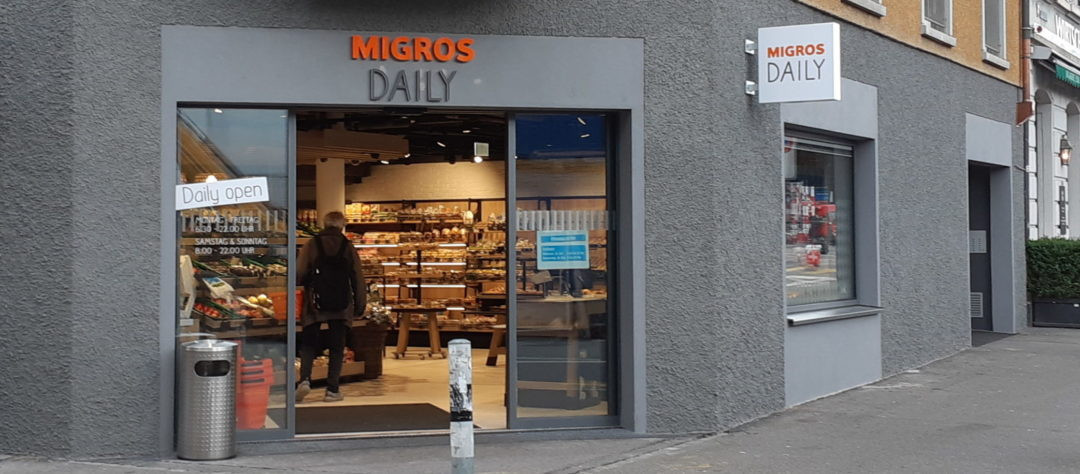 MIGROS
DAILY
MIGROS
DAILY
Daily open
MONTAG - FREITAG
6:30 - 22:00 UHR
SAMSTAG & SONNTAG
8:00 - 22:00 UHR